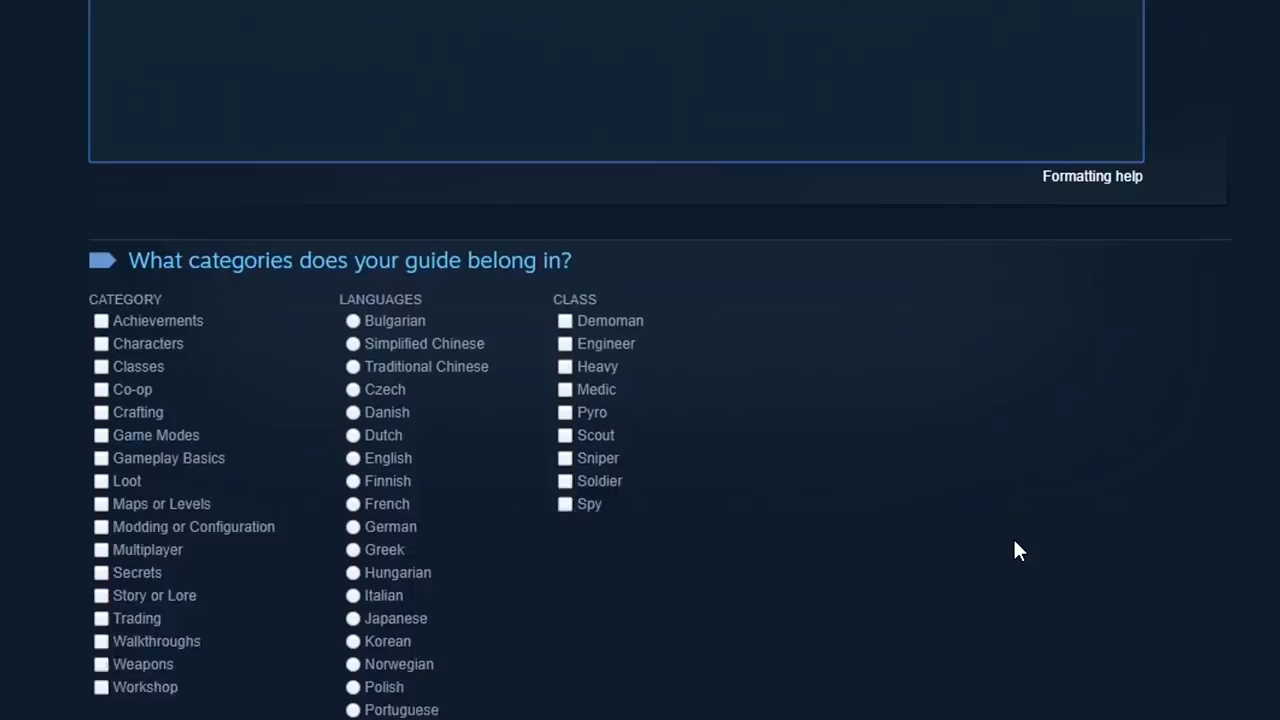 Formatting help
What categories does your guide belong in?
CATEGORY
Achievements
Characters
Classes
Co-op
Crafting
Game Modes
Gameplay Basics
Loot
Maps or Levels
Modding or Configuration
Multiplayer
Secrets
Story or Lore
Trading
Walkthroughs
Weapons
Workshop
LANGUAGES
Bulgarian
Simplified Chinese
Traditional Chinese
Czech
Danish
Dutch
English
Finnish
French
German
Greek
Hungarian
Italian
Japanese
Korean
Norwegian
Polish
Portuguese
CLASS
Demoman
Engineer
Heavy
Medic
Pyro
Scout
Sniper
Soldier
Spy